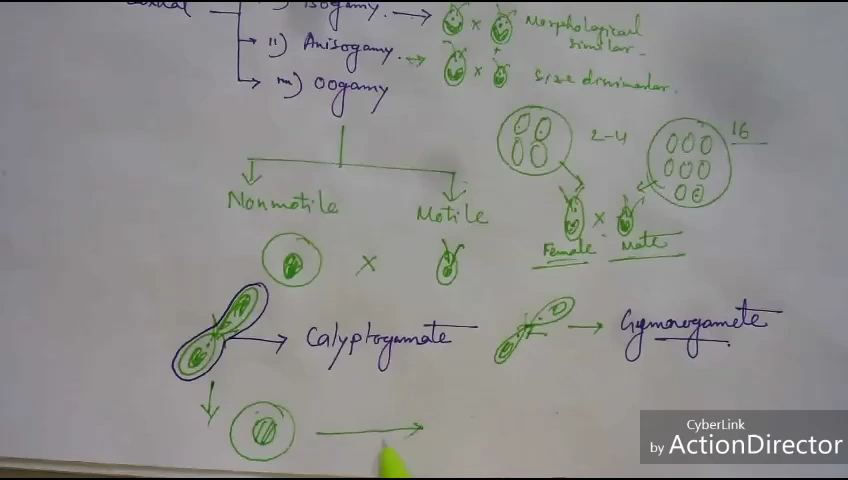 i) Isogamy. → ♂ x Morphological
similar -
ii) Anisogamy. → x Size dissimilar.
iii) Oogamy
2-4
16
Nonmotile
Motile
x
Female x Male
x
Calyptogamate
Gymnogamete
CyberLink
by ActionDirector